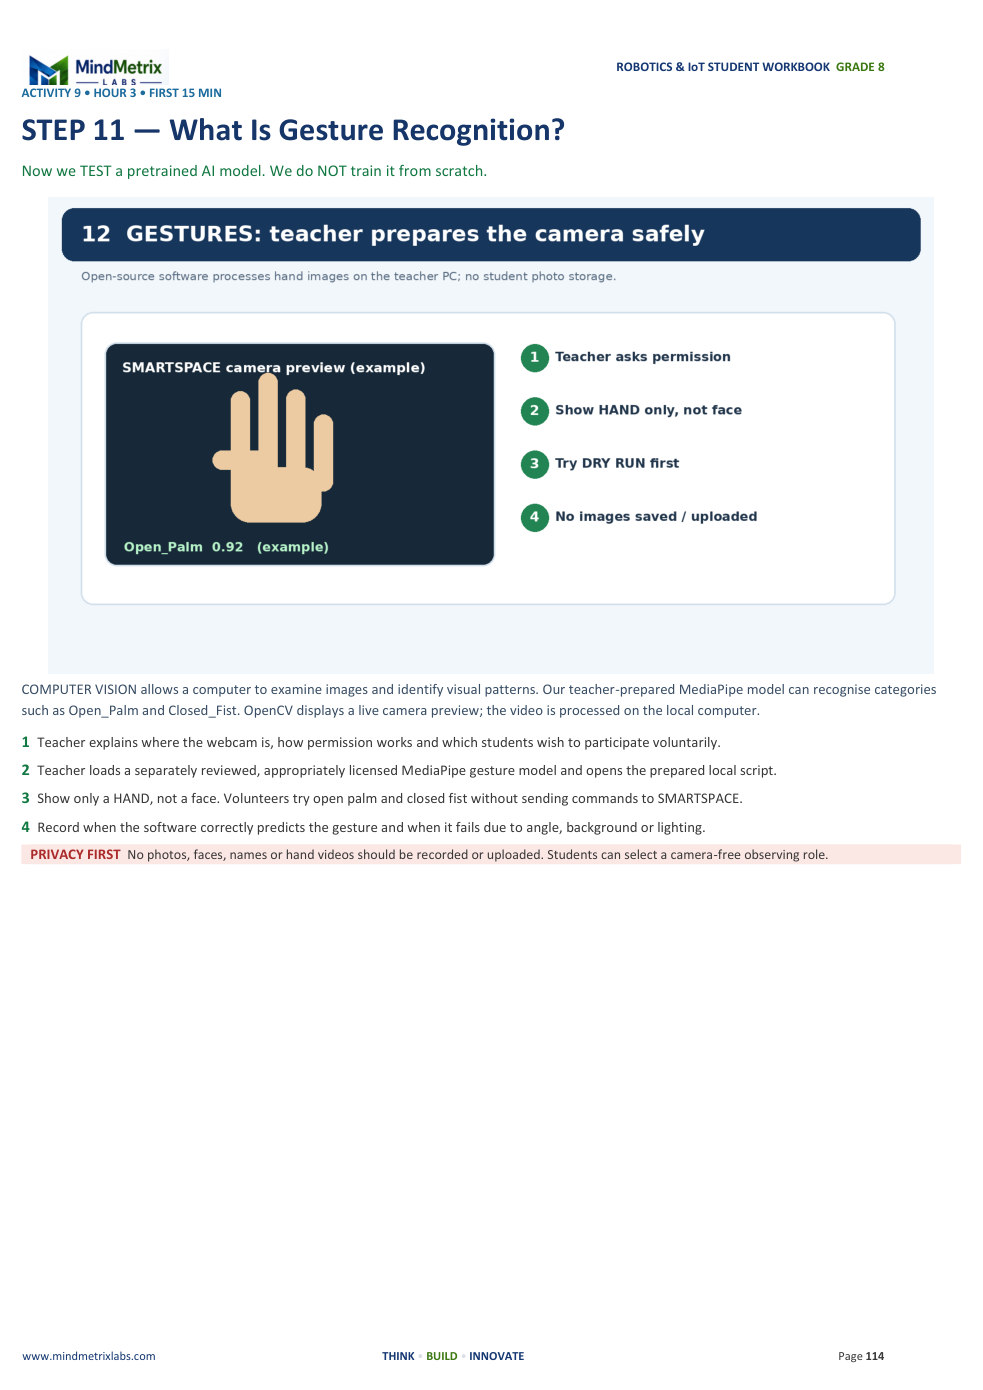 MindMetrix
LABS
ROBOTICS & IoT STUDENT WORKBOOK GRADE 8
ACTIVITY 9 • HOUR 3 • FIRST 15 MIN
STEP 11 — What Is Gesture Recognition?
Now we TEST a pretrained AI model. We do NOT train it from scratch.
12 GESTURES: teacher prepares the camera safely
Open-source software processes hand images on the teacher PC; no student photo storage.
SMARTSPACE camera preview (example)
Open_Palm 0.92 (example)
1 Teacher asks permission
2 Show HAND only, not face
3 Try DRY RUN first
4 No images saved / uploaded
COMPUTER VISION allows a computer to examine images and identify visual patterns. Our teacher-prepared MediaPipe model can recognise categories
such as Open_Palm and Closed_Fist. OpenCV displays a live camera preview; the video is processed on the local computer.
1 Teacher explains where the webcam is, how permission works and which students wish to participate voluntarily.
2 Teacher loads a separately reviewed, appropriately licensed MediaPipe gesture model and opens the prepared local script.
3 Show only a HAND, not a face. Volunteers try open palm and closed fist without sending commands to SMARTSPACE.
4 Record when the software correctly predicts the gesture and when it fails due to angle, background or lighting.
PRIVACY FIRST No photos, faces, names or hand videos should be recorded or uploaded. Students can select a camera-free observing role.
www.mindmetrixlabs.com
THINK • BUILD • INNOVATE
Page 114